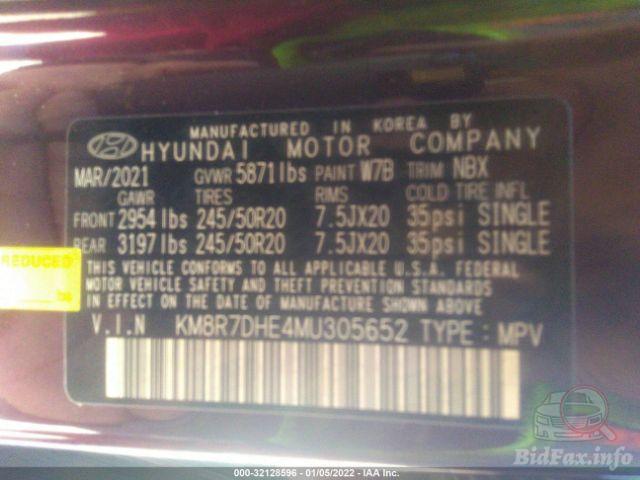 MANUFACTURED IN KOREA BY
HYUNDAI MOTOR COMPANY
MAR/2021 GVWR 5871lbs PAINT W7B TRIM NBX
GAWR TIRES RIMS COLD TIRE INFL
FRONT 2954 lbs 245/50R20 7.5JX20 35psi SINGLE
REAR 3197 lbs 245/50R20 7.5JX20 35psi SINGLE
THIS VEHICLE CONFORMS TO ALL APPLICABLE U.S.A. FEDERAL
MOTOR VEHICLE SAFETY AND THEFT PREVENTION STANDARDS
IN EFFECT ON THE DATE OF MANUFACTURE SHOWN ABOVE.
V.I.N KM8R7DHE4MU305652 TYPE : MPV
REDUCED
BidFax.info
000-32128596 - 01/05/2022 - IAA Inc.